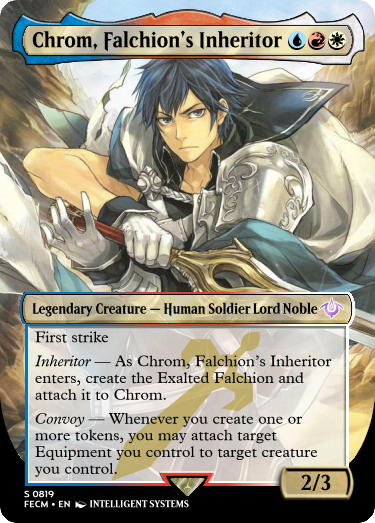 Chrom, Falchion's Inheritor
Legendary Creature — Human Soldier Lord Noble
First strike
Inheritor — As Chrom, Falchion's Inheritor
enters, create the Exalted Falchion and
attach it to Chrom.
Convoy — Whenever you create one or
more tokens, you may attach target
Equipment you control to target creature
you control.
2/3
S 0819
FECM • EN INTELLIGENT SYSTEMS